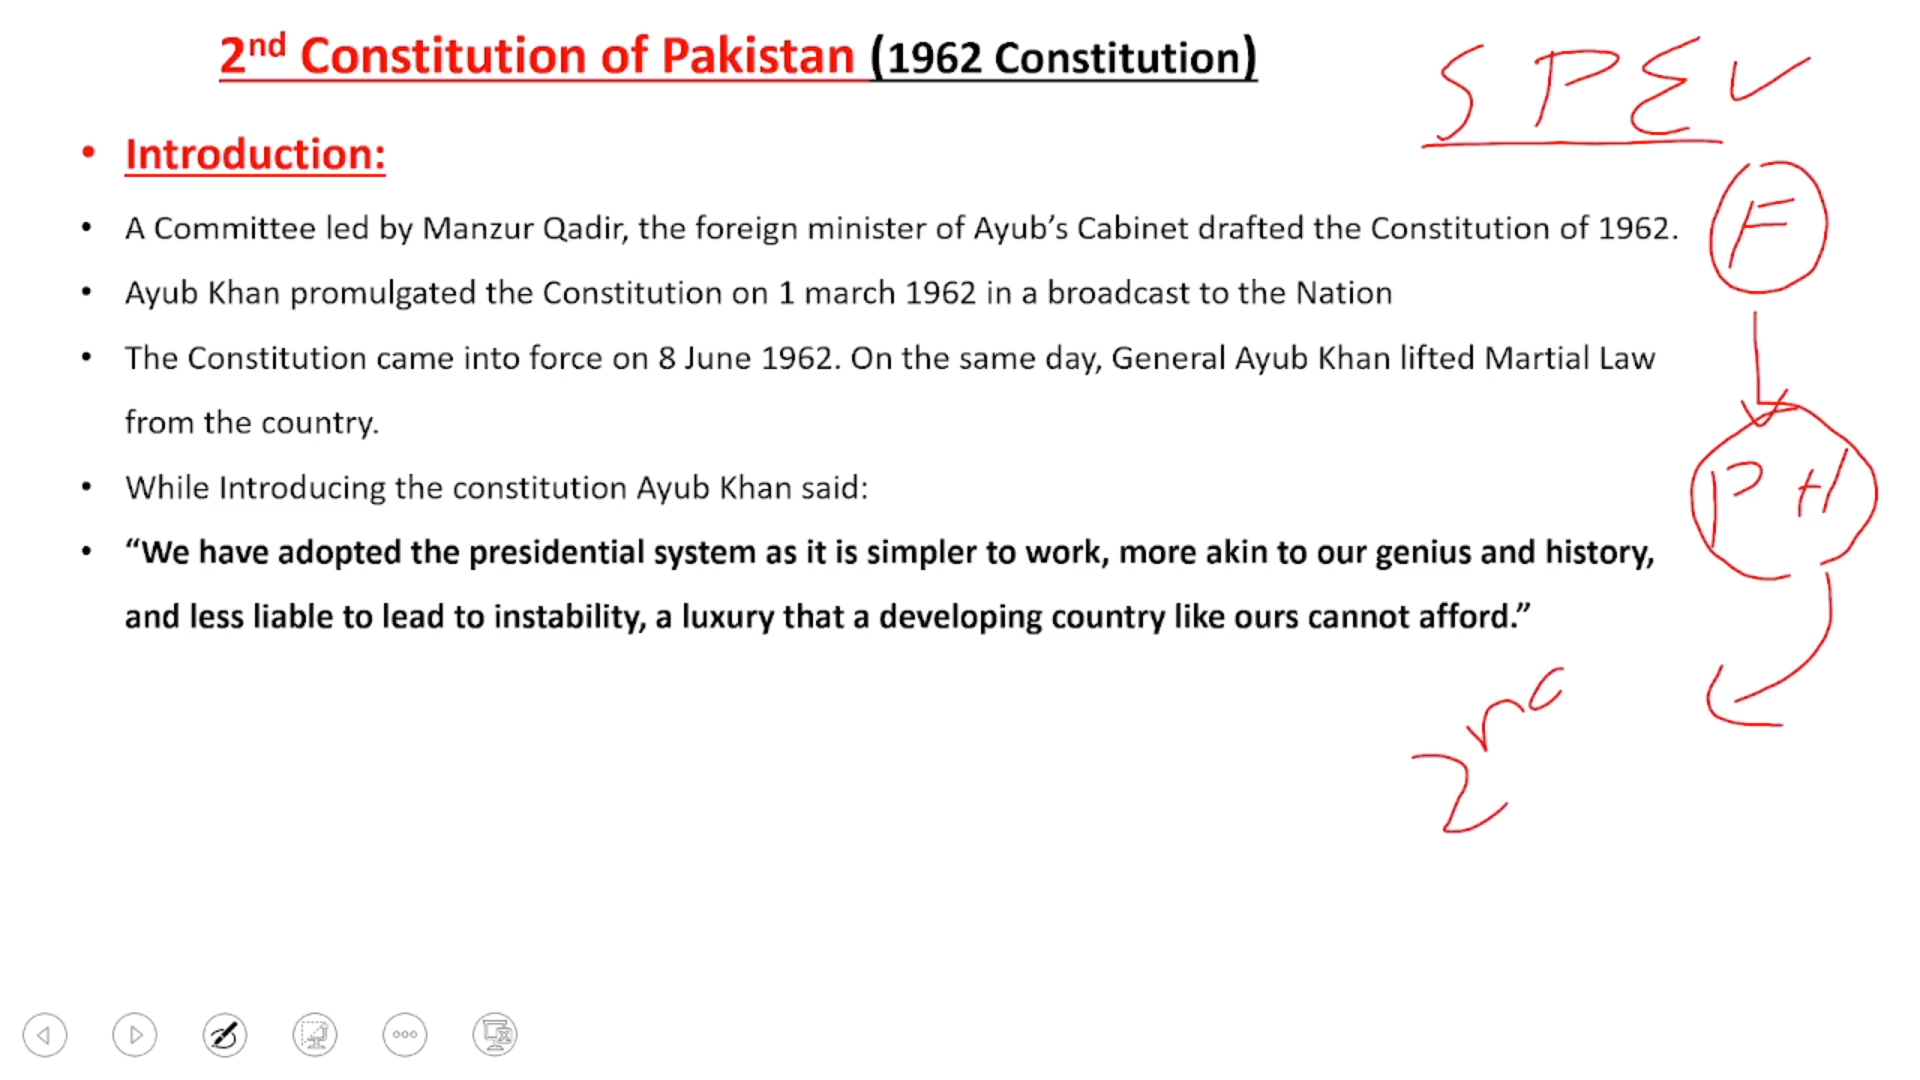 2nd Constitution of Pakistan (1962 Constitution)
S P E
• Introduction:
F
• A Committee led by Manzur Qadir, the foreign minister of Ayub’s Cabinet drafted the Constitution of 1962.
• Ayub Khan promulgated the Constitution on 1 march 1962 in a broadcast to the Nation
• The Constitution came into force on 8 June 1962. On the same day, General Ayub Khan lifted Martial Law
from the country.
• While Introducing the constitution Ayub Khan said:
PH
• “We have adopted the presidential system as it is simpler to work, more akin to our genius and history,
and less liable to lead to instability, a luxury that a developing country like ours cannot afford.”
2